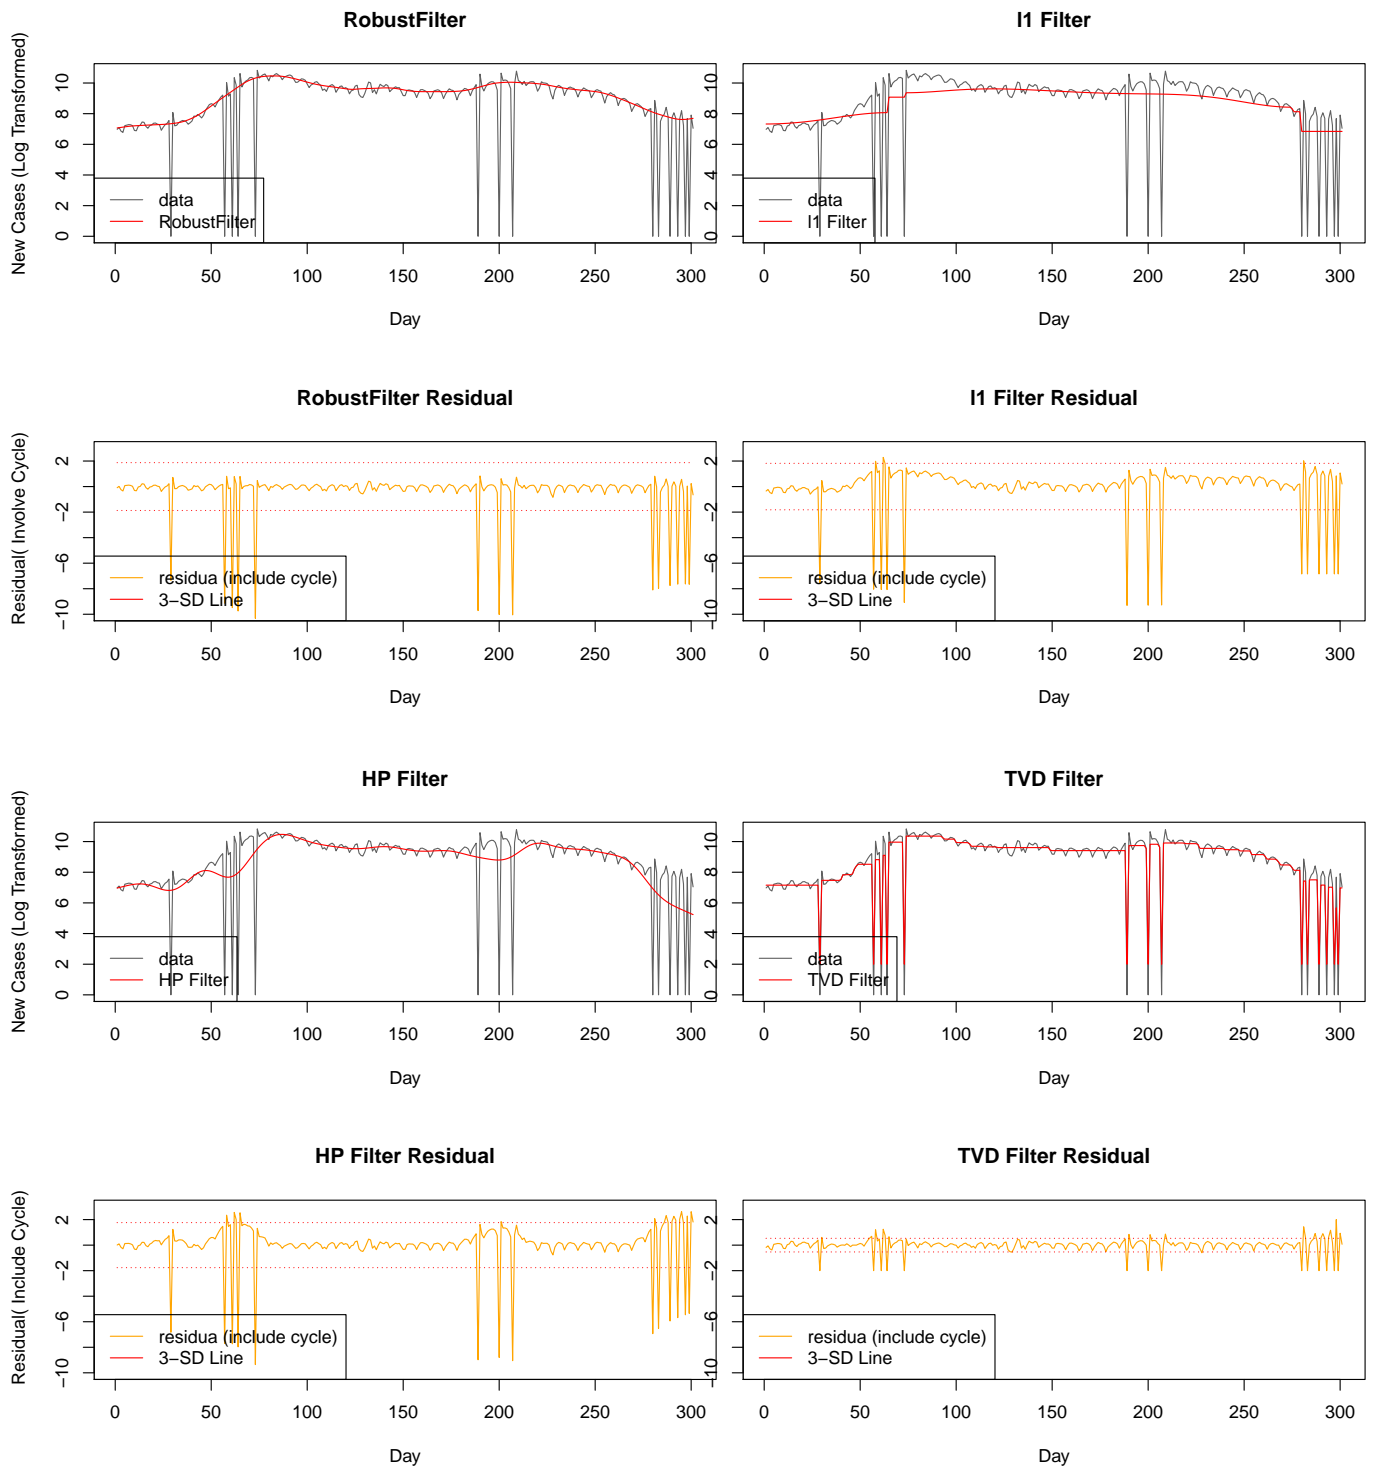 RobustFilter
New Cases (Log Transformed)
0 2 4 6 8 10
data
RobustFilter
0 50 100 150 200 250 300
Day
l1 Filter
0 2 4 6 8 10
data
l1 Filter
0 50 100 150 200 250 300
Day
RobustFilter Residual
Residual( Involve Cycle)
−10 −6 −2 2
residua (include cycle)
3−SD Line
0 50 100 150 200 250 300
Day
l1 Filter Residual
−10 −6 −2 2
residua (include cycle)
3−SD Line
0 50 100 150 200 250 300
Day
HP Filter
New Cases (Log Transformed)
0 2 4 6 8 10
data
HP Filter
0 50 100 150 200 250 300
Day
TVD Filter
0 2 4 6 8 10
data
TVD Filter
0 50 100 150 200 250 300
Day
HP Filter Residual
Residual( Include Cycle)
−10 −6 −2 2
residua (include cycle)
3−SD Line
0 50 100 150 200 250 300
Day
TVD Filter Residual
−10 −6 −2 2
residua (include cycle)
3−SD Line
0 50 100 150 200 250 300
Day